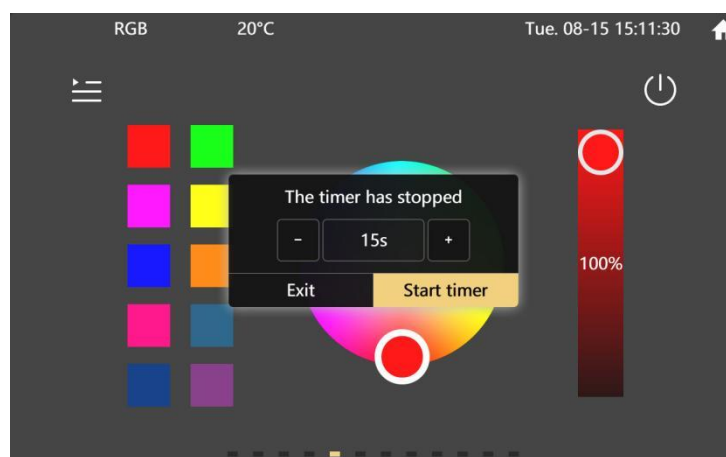 RGB 20°C Tue. 08-15 15:11:30
The timer has stopped
- 15s +
100%
Exit Start timer